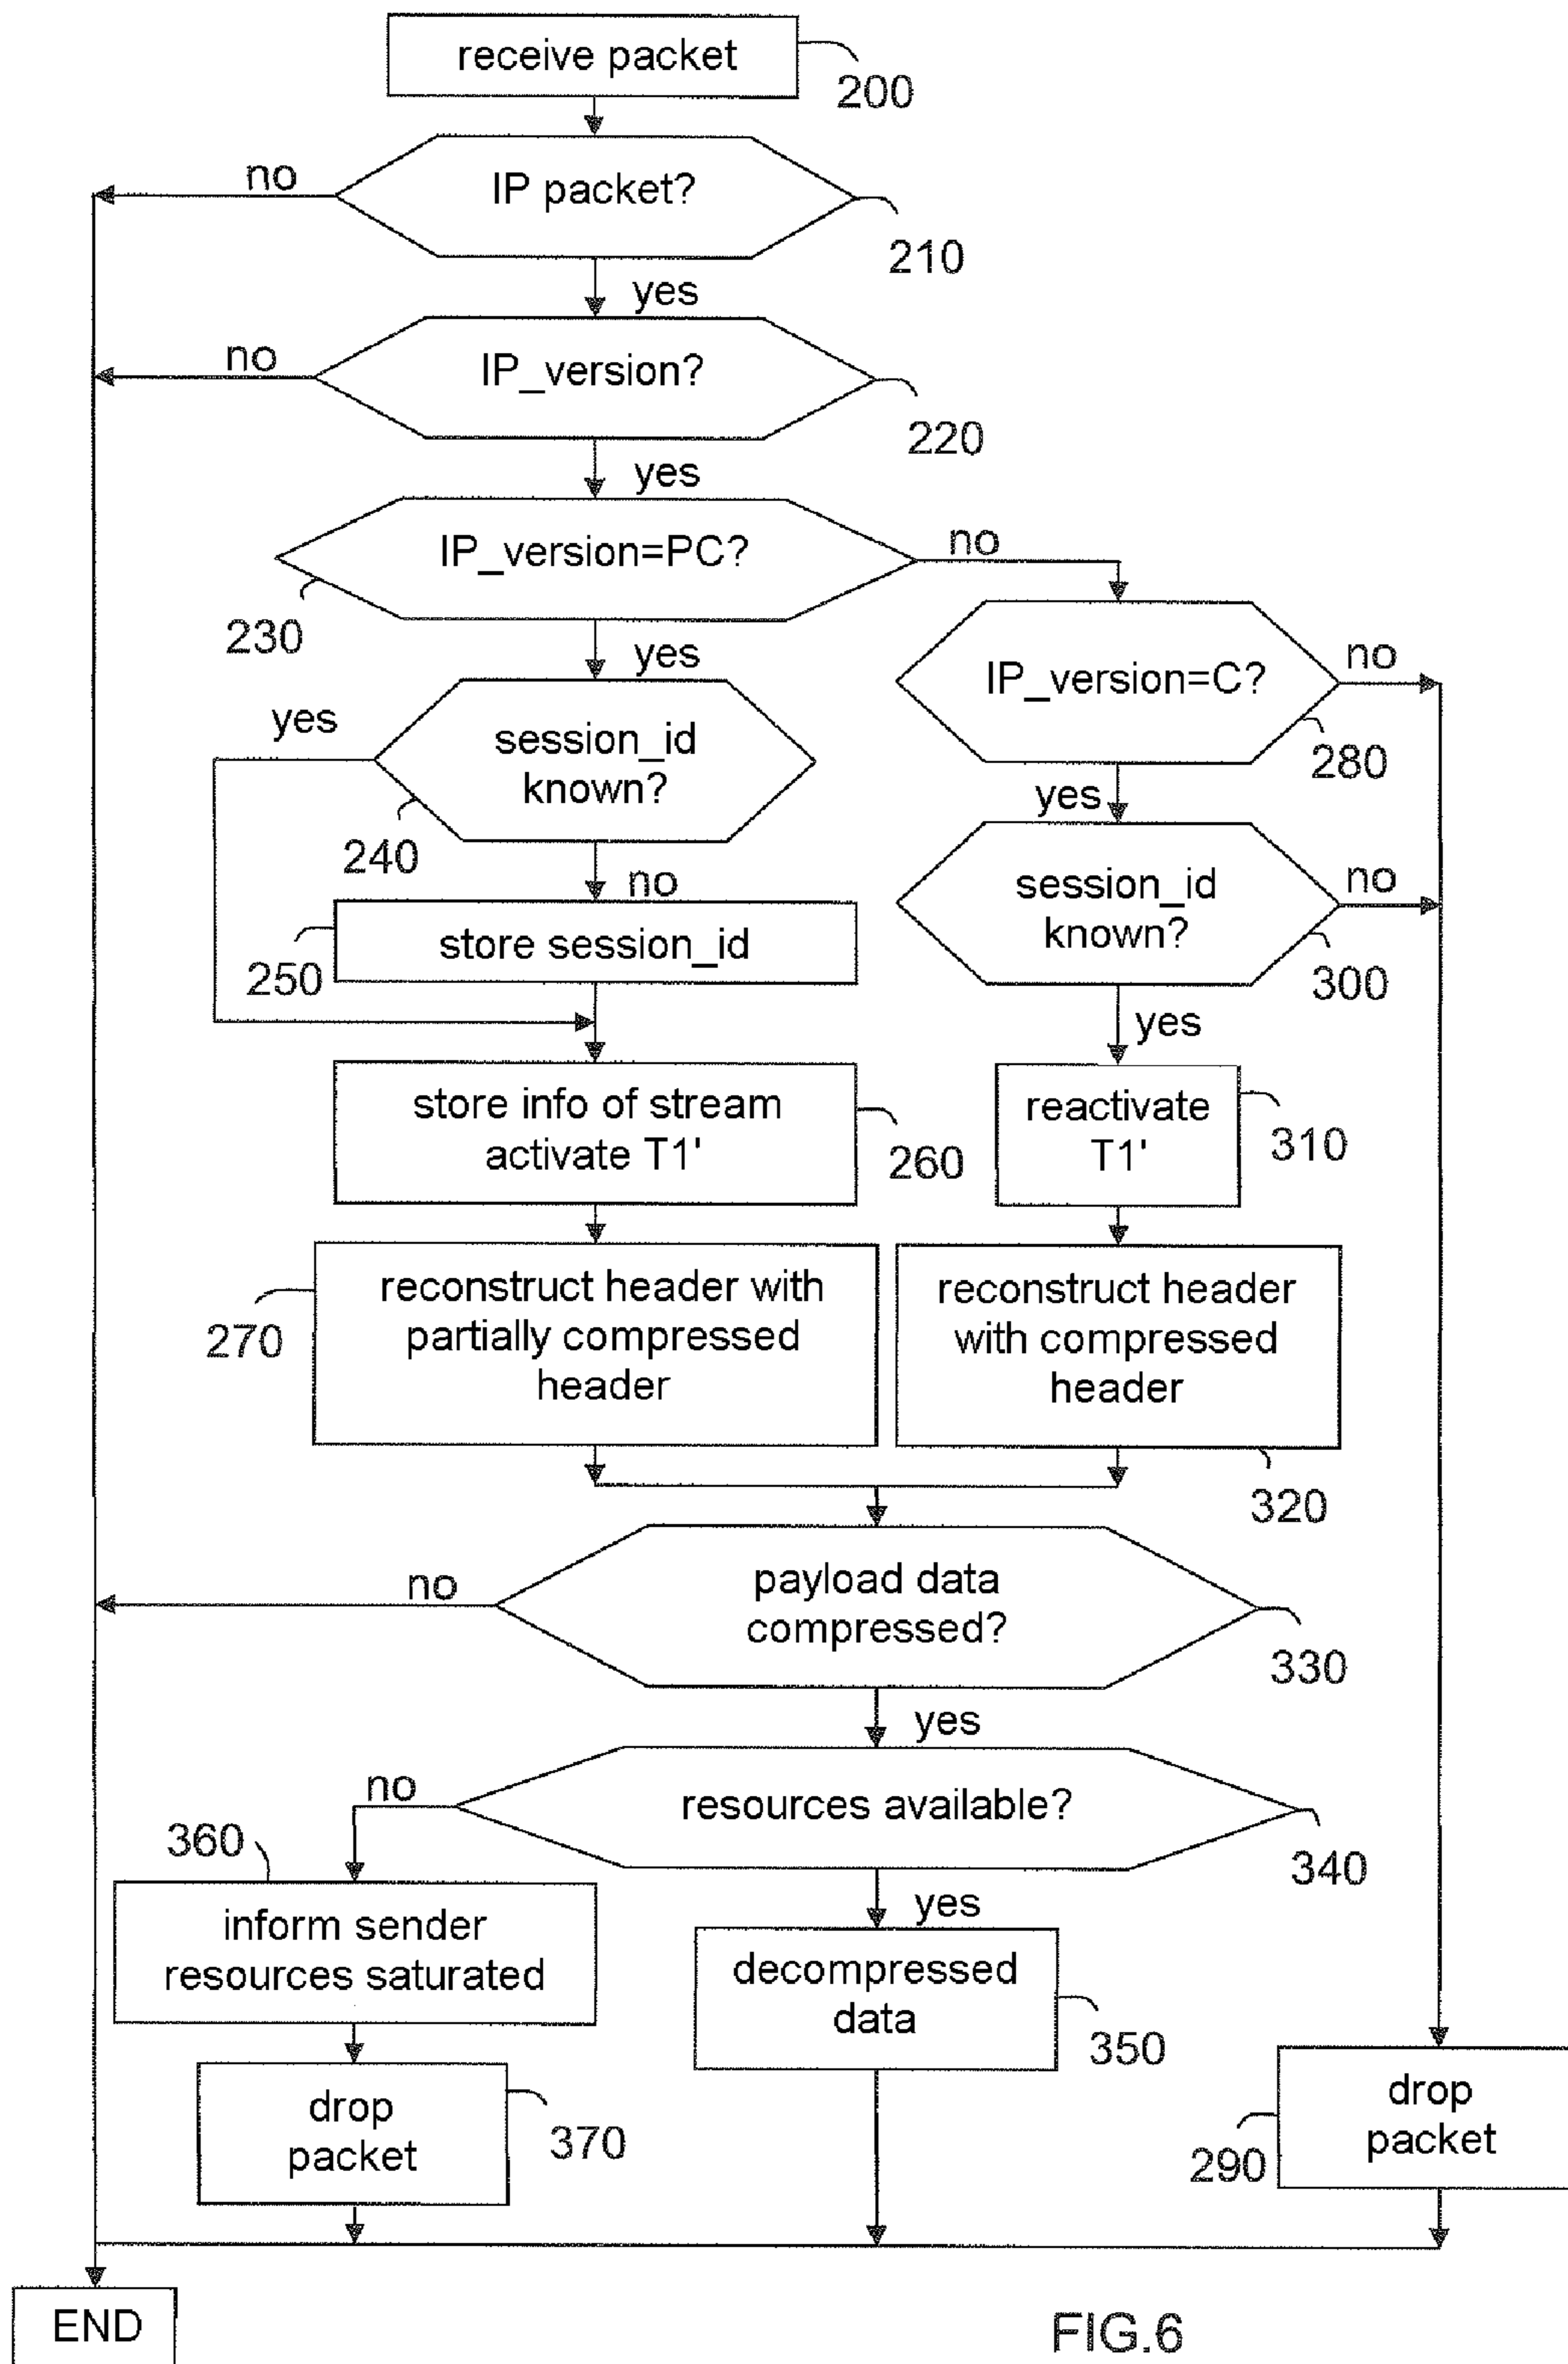 receive packet
200
no
IP packet?
210
yes
no
IP_version?
220
yes
IP_version=PC?
no
230
yes
IP_version=C?
no
280
yes
session_id
known?
240
yes
no
session_id
known?
no
300
store session_id
250
yes
store info of stream
activate T1'
260
reactivate
T1'
310
reconstruct header with
partially compressed
header
270
reconstruct header
with compressed
header
320
no
payload data
compressed?
330
yes
no
resources available?
340
360
yes
inform sender
resources saturated
decompressed
data
350
drop
packet
370
drop
packet
290
END
FIG.6